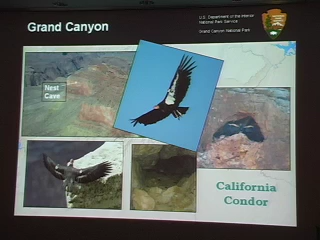 Grand Canyon
U.S. Department of the Interior
National Park Service
Grand Canyon National Park
Nest
Cave
California
Condor